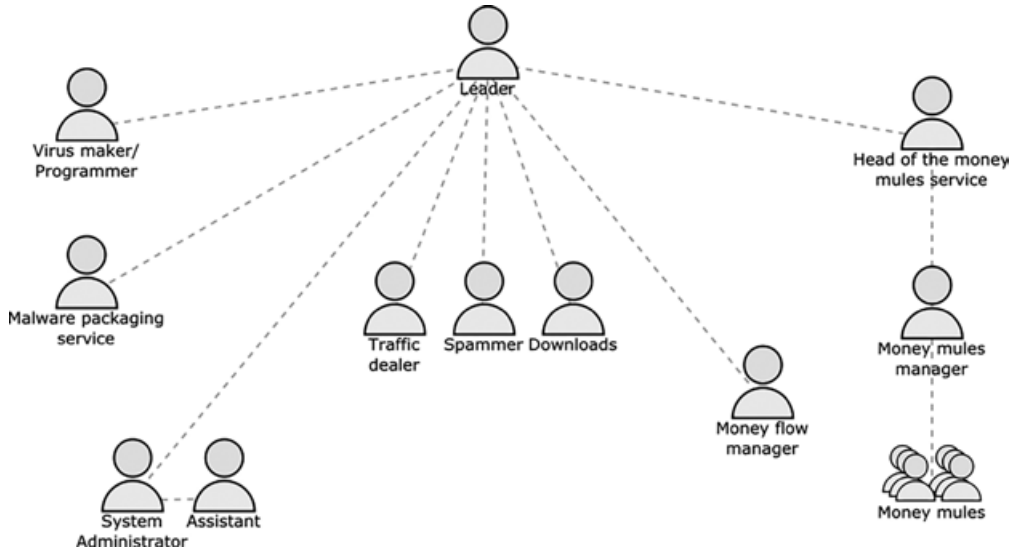 Leader
Virus maker/
Programmer
Head of the money
mules service
Malware packaging
service
Traffic
dealer
Spammer
Downloads
Money mules
manager
Money flow
manager
System
Administrator
Assistant
Money mules